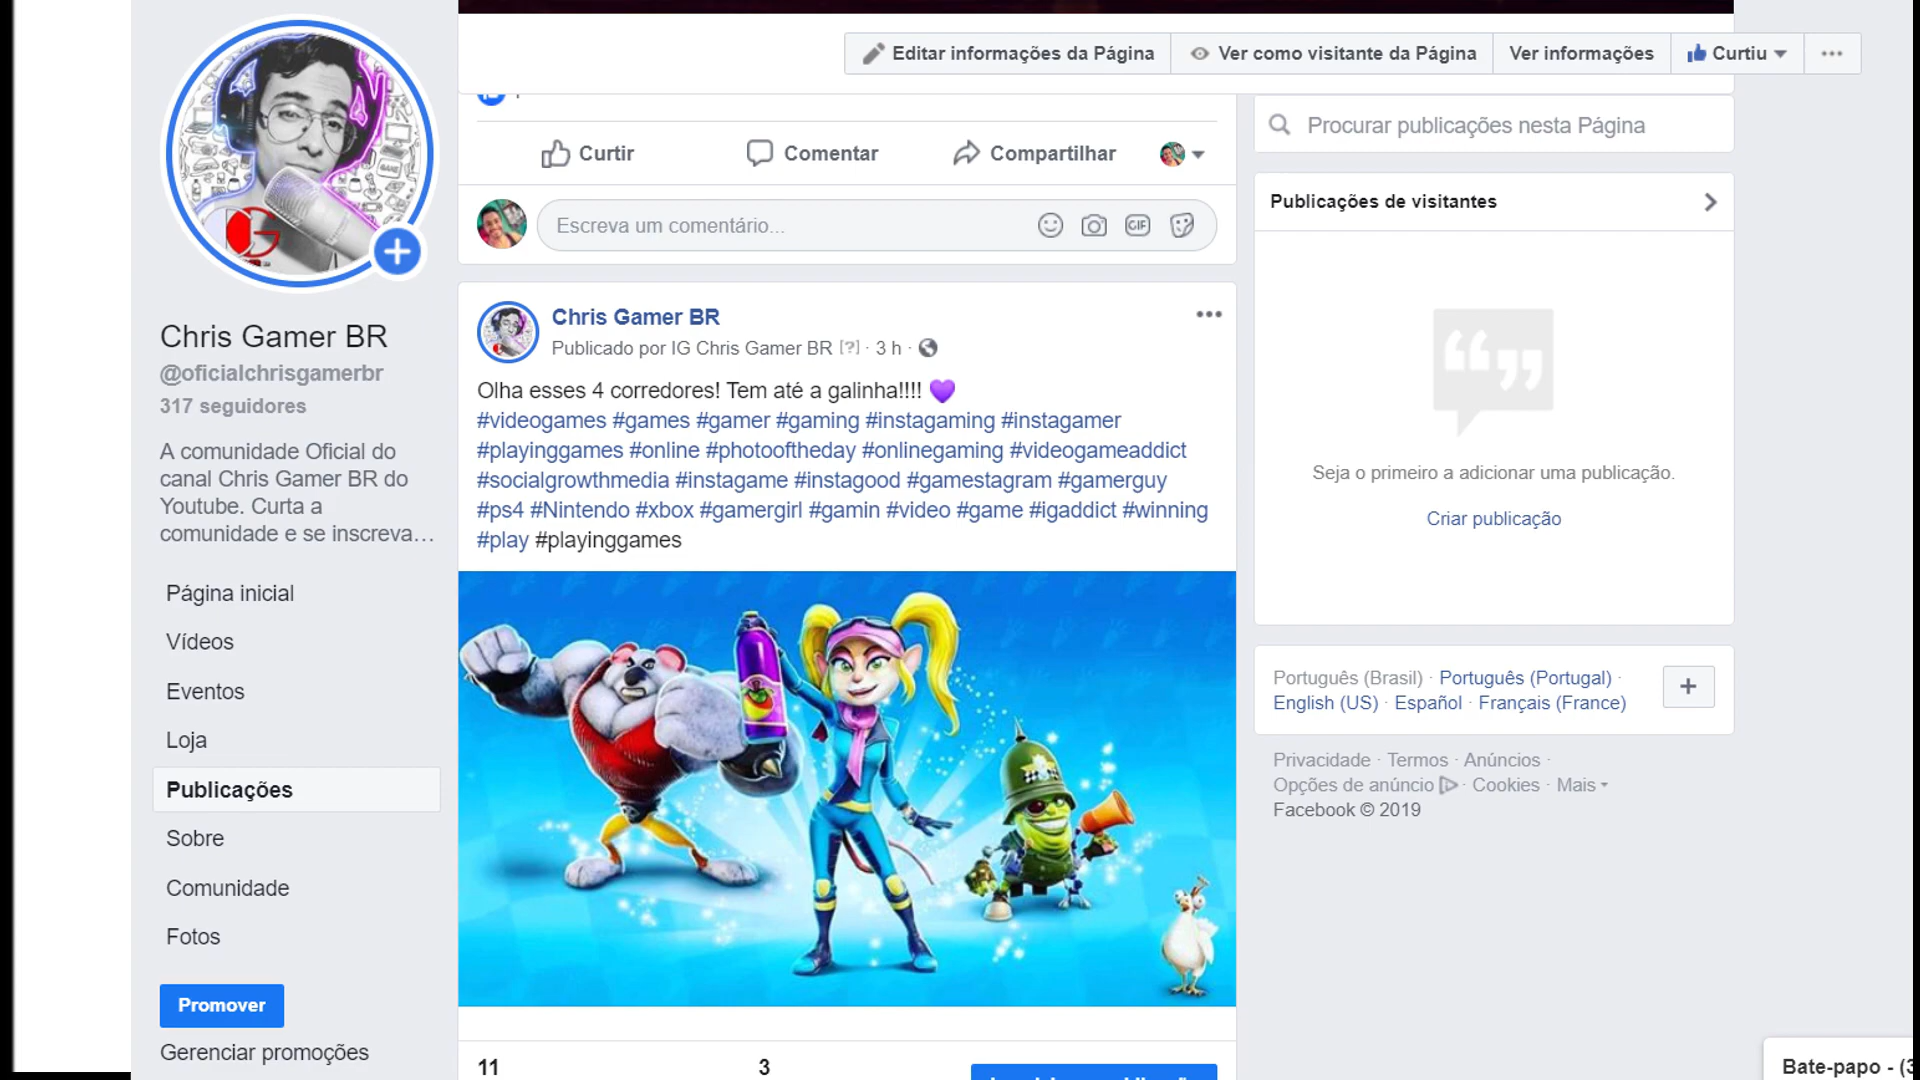 Editar informações da Página
Ver como visitante da Página
Ver informações
Curtiu
Curtir
Comentar
Compartilhar
Escreva um comentário...
GIF
Chris Gamer BR
@oficialchrisgamerbr
317 seguidores
A comunidade Oficial do
canal Chris Gamer BR do
Youtube. Curta a
comunidade e se inscreva...
Página inicial
Vídeos
Eventos
Loja
Publicações
Sobre
Comunidade
Fotos
Promover
Gerenciar promoções
Chris Gamer BR
Publicado por IG Chris Gamer BR [?] · 3 h ·
Olha esses 4 corredores! Tem até a galinha!!!! 💜
#videogames #games #gamer #gaming #instagaming #instagamer
#playinggames #online #photooftheday #onlinegaming #videogameaddict
#socialgrowthmedia #instagame #instagood #gamestagram #gamerguy
#ps4 #Nintendo #xbox #gamergirl #gamin #video #game #igaddict #winning
#play #playinggames
11
3
Procurar publicações nesta Página
Publicações de visitantes
Seja o primeiro a adicionar uma publicação.
Criar publicação
Português (Brasil) · Português (Portugal) ·
English (US) · Español · Français (France)
Privacidade · Termos · Anúncios ·
Opções de anúncio · Cookies · Mais
Facebook © 2019
Bate-papo - (3